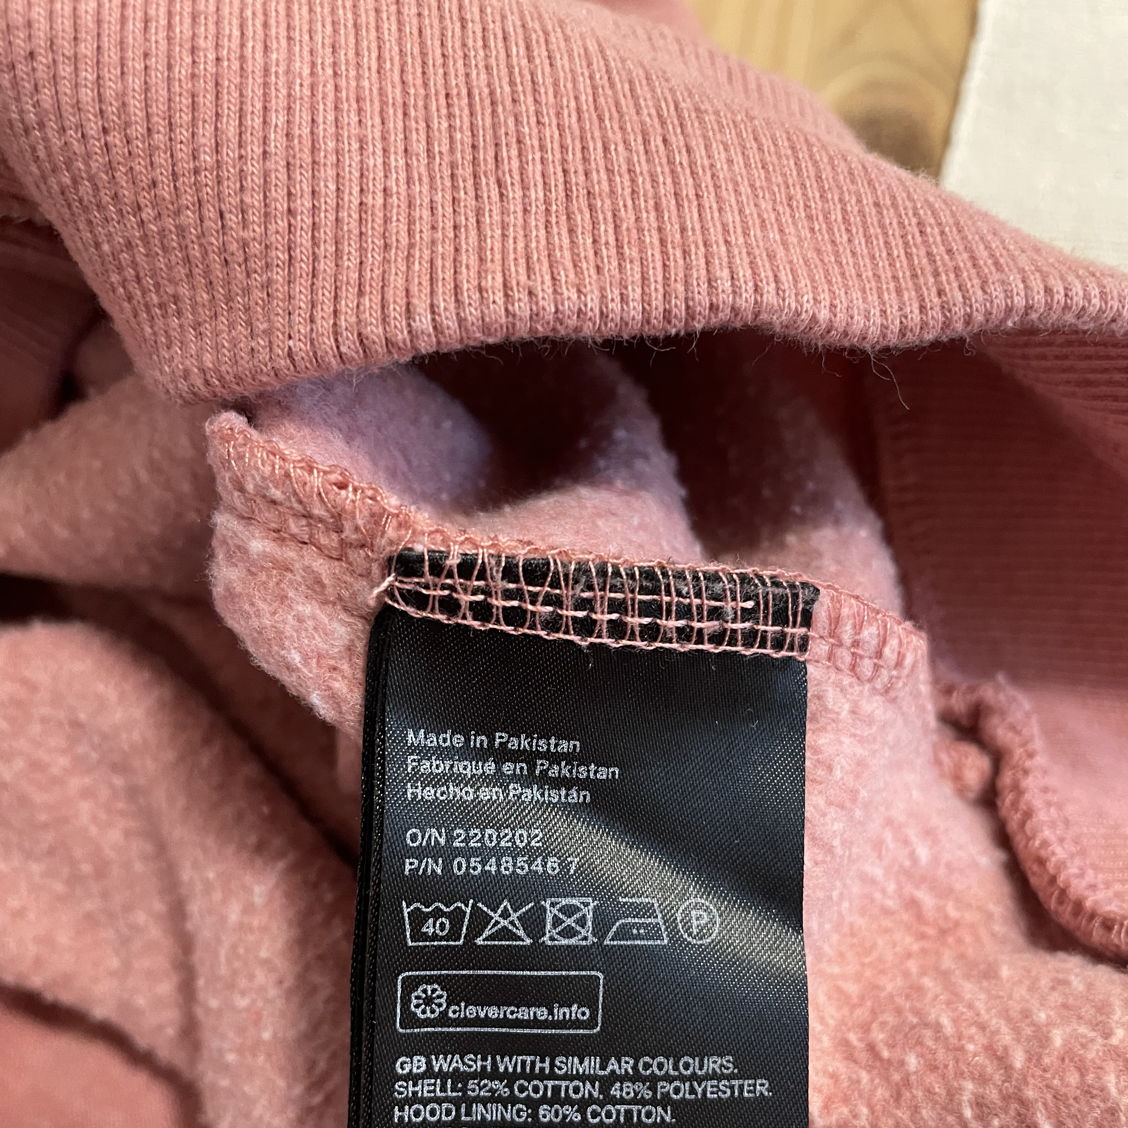 Made in Pakistan
Fabriqué en Pakistan
Hecho en Pakistán
O/N 220202
P/N 0548546 7
40 P
clevercare.info
GB WASH WITH SIMILAR COLOURS.
SHELL: 52% COTTON, 48% POLYESTER.
HOOD LINING: 60% COTTON.